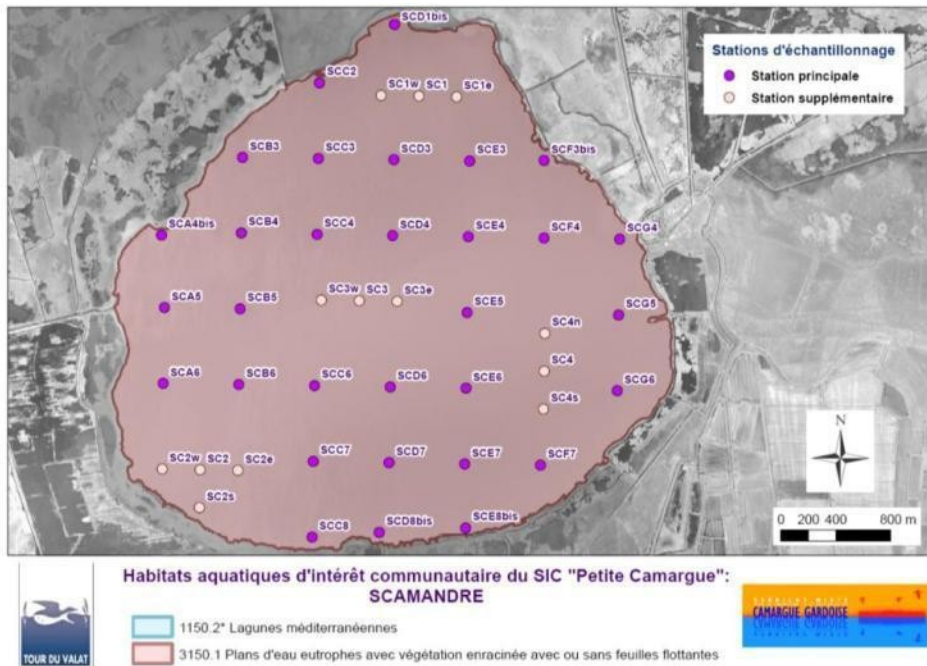 SCD1bis
Stations d'échantillonnage
Station principale
Station supplémentaire
SCC2
SC1w SC1 SC1e
SCB3 SCC3 SCD3 SCE3 SCF3bis
SCA4bis SCB4 SCC4 SCD4 SCE4 SCF4 SCG4
SC3w SC3 SC3e
SCA5 SCB5 SCE5 SCG5
SC4n
SC4
SCA6 SCB6 SCC6 SCD6 SCE6 SCG6
SC4s
SC2w SC2 SC2e SCC7 SCD7 SCE7 SCF7
SC2s
SCC8 SCD8bis SCE8bis
N
0 200 400 800 m
Habitats aquatiques d'intérêt communautaire du SIC "Petite Camargue":
SCAMANDRE
1150.2* Lagunes méditerranéennes
3150.1 Plans d'eau eutrophes avec végétation enracinée avec ou sans feuilles flottantes
TOUR DU VALAT
SYNDICAT MIXTE
CAMARGUE GARDOISE